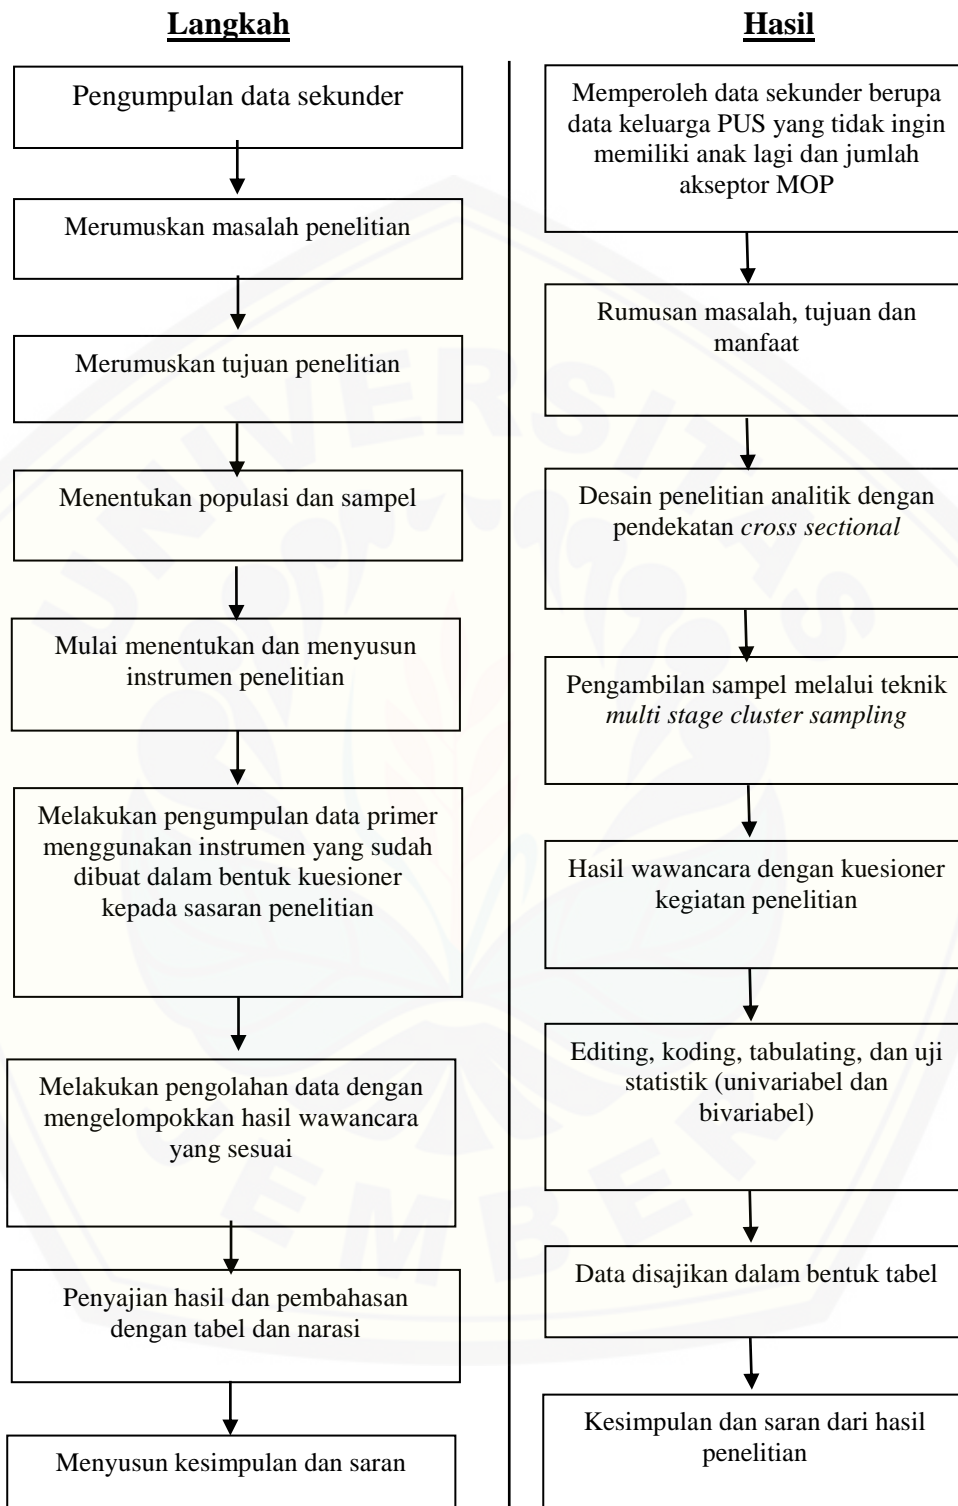 Langkah
Pengumpulan data sekunder
Merumuskan masalah penelitian
Merumuskan tujuan penelitian
Menentukan populasi dan sampel
Mulai menentukan dan menyusun
instrumen penelitian
Melakukan pengumpulan data primer
menggunakan instrumen yang sudah
dibuat dalam bentuk kuesioner
kepada sasaran penelitian
Melakukan pengolahan data dengan
mengelompokkan hasil wawancara
yang sesuai
Penyajian hasil dan pembahasan
dengan tabel dan narasi
Menyusun kesimpulan dan saran
Hasil
Memperoleh data sekunder berupa
data keluarga PUS yang tidak ingin
memiliki anak lagi dan jumlah
akseptor MOP
Rumusan masalah, tujuan dan
manfaat
Desain penelitian analitik dengan
pendekatan cross sectional
Pengambilan sampel melalui teknik
multi stage cluster sampling
Hasil wawancara dengan kuesioner
kegiatan penelitian
Editing, koding, tabulating, dan uji
statistik (univariabel dan
bivariabel)
Data disajikan dalam bentuk tabel
Kesimpulan dan saran dari hasil
penelitian
UNIVERSITAS
JEMBER